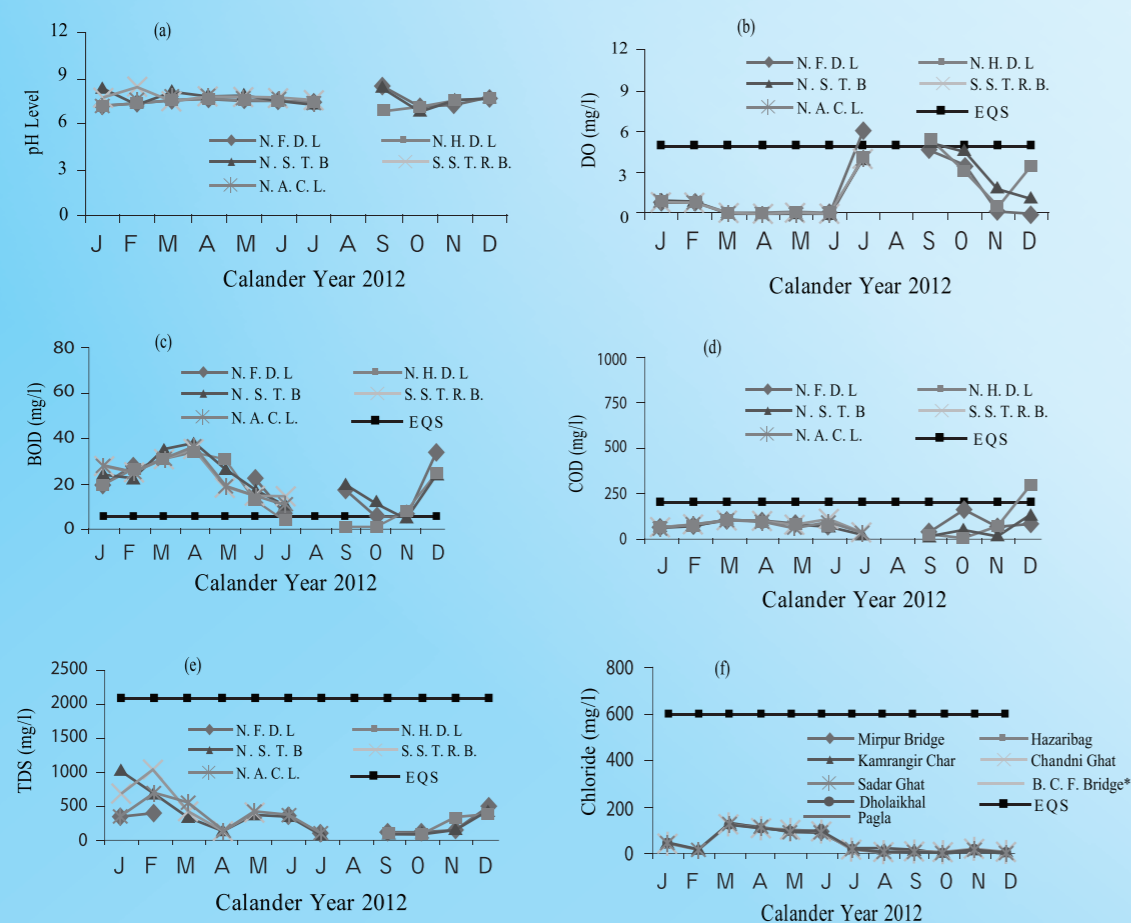 (a)
12
9
6
3
0
pH Level
N. F. D. L
N. H. D. L
N. S. T. B
S. S. T. R. B.
N. A. C. L.
J F M A M J J A S O N D
Calander Year 2012
(b)
12
9
6
3
0
DO (mg/l)
N. F. D. L
N. H. D. L
N. S. T. B
S. S. T. R. B.
N. A. C. L.
EQS
J F M A M J J A S O N D
Calander Year 2012
(c)
80
60
40
20
0
BOD (mg/l)
N. F. D. L
N. H. D. L
N. S. T. B
S. S. T. R. B.
N. A. C. L.
EQS
J F M A M J J A S O N D
Calander Year 2012
(d)
1000
750
500
250
0
COD (mg/l)
N. F. D. L
N. H. D. L
N. S. T. B
S. S. T. R. B.
N. A. C. L.
EQS
J F M A M J J A S O N D
Calander Year 2012
(e)
2500
2000
1500
1000
500
0
TDS (mg/l)
N. F. D. L
N. H. D. L
N. S. T. B
S. S. T. R. B.
N. A. C. L.
EQS
J F M A M J J A S O N D
Calander Year 2012
(f)
800
600
400
200
0
Chloride (mg/l)
Mirpur Bridge
Hazaribag
Kamrangir Char
Chandni Ghat
Sadar Ghat
B. C. F. Bridge*
Dholaikhal
EQS
Pagla
J F M A M J J A S O N D
Calander Year 2012